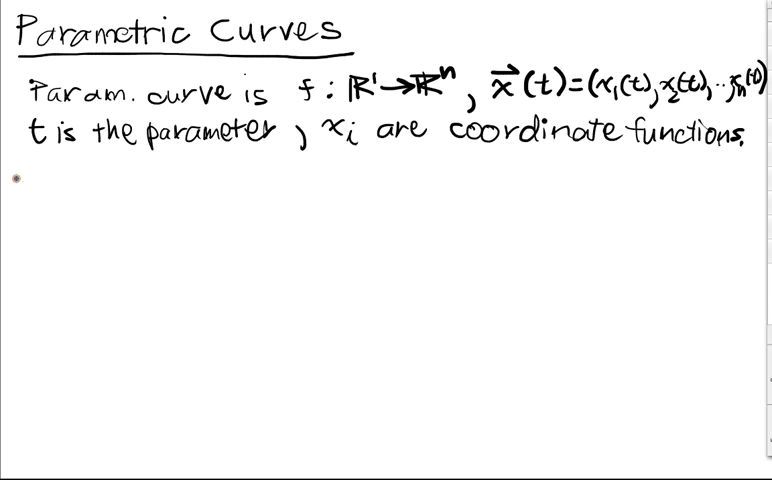 Parametric Curves
Param. curve is f: ℝ¹→ℝⁿ, x⃗(t)=(x₁(t),x₂(t),..xₙ(t))
t is the parameter, xᵢ are coordinate functions.